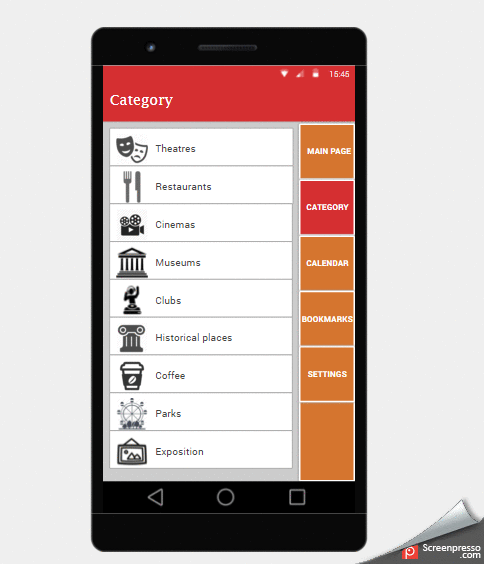 15:45
Category
Theatres
Restaurants
Cinemas
Museums
Clubs
Historical places
Coffee
Parks
Exposition
MAIN PAGE
CATEGORY
CALENDAR
BOOKMARKS
SETTINGS
Screenpresso
.com